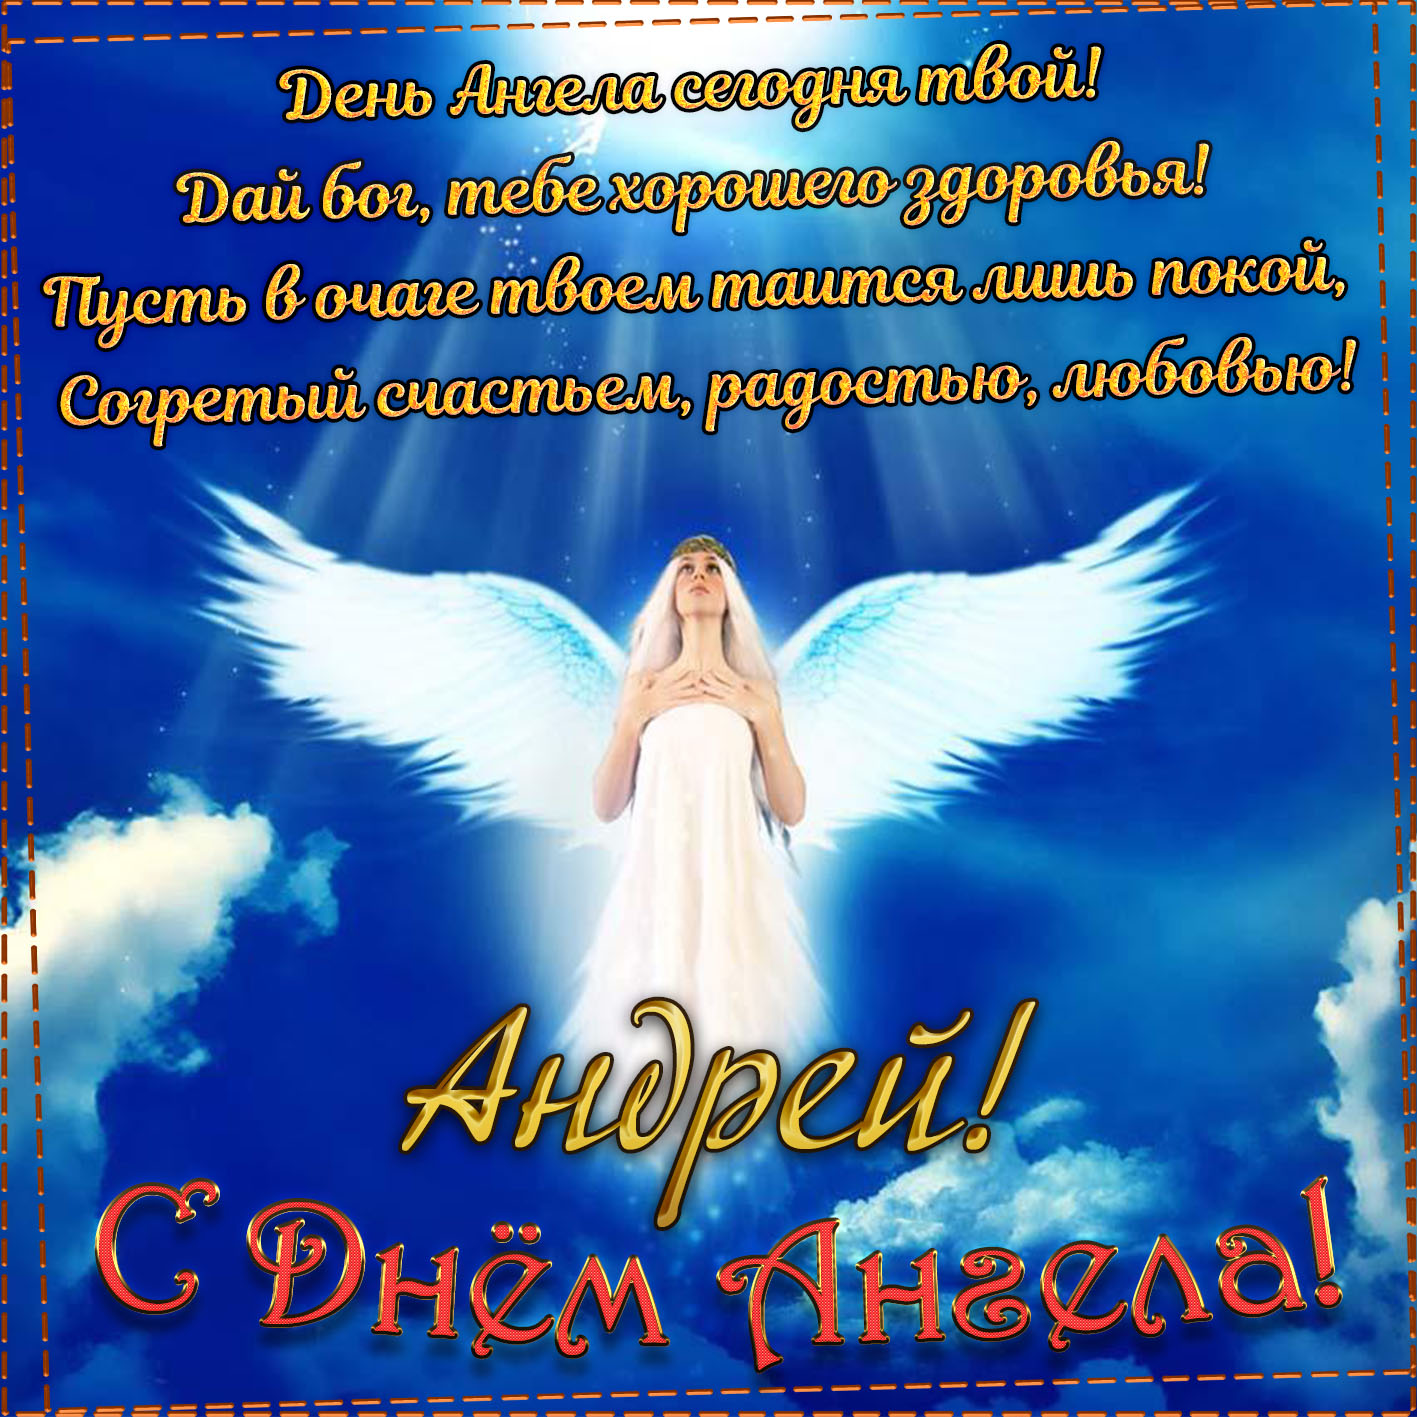 День Ангела сегодня твой!
Дай бог, тебе хорошего здоровья!
Пусть в очаге твоем таится лишь покой,
Согретый счастьем, радостью, любовью!
Андрей!
С Днём Ангела!